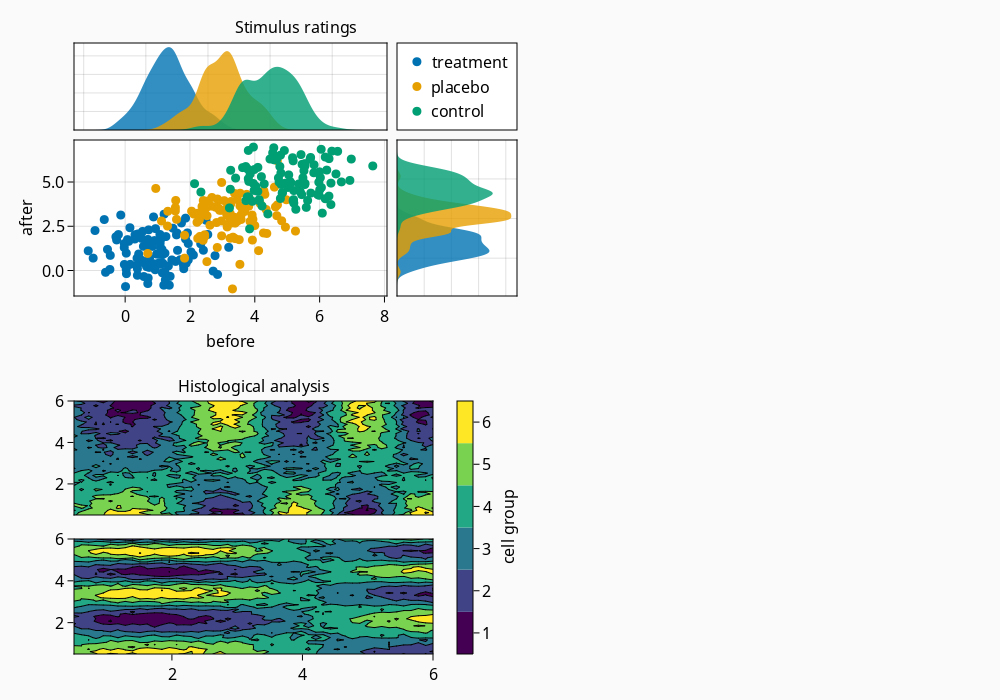 Stimulus ratings
treatment
placebo
control
5.0
2.5
0.0
after
0 2 4 6 8
before
Histological analysis
6
4
2
6
4
2
2 4 6
6
5
4
3
2
1
cell group